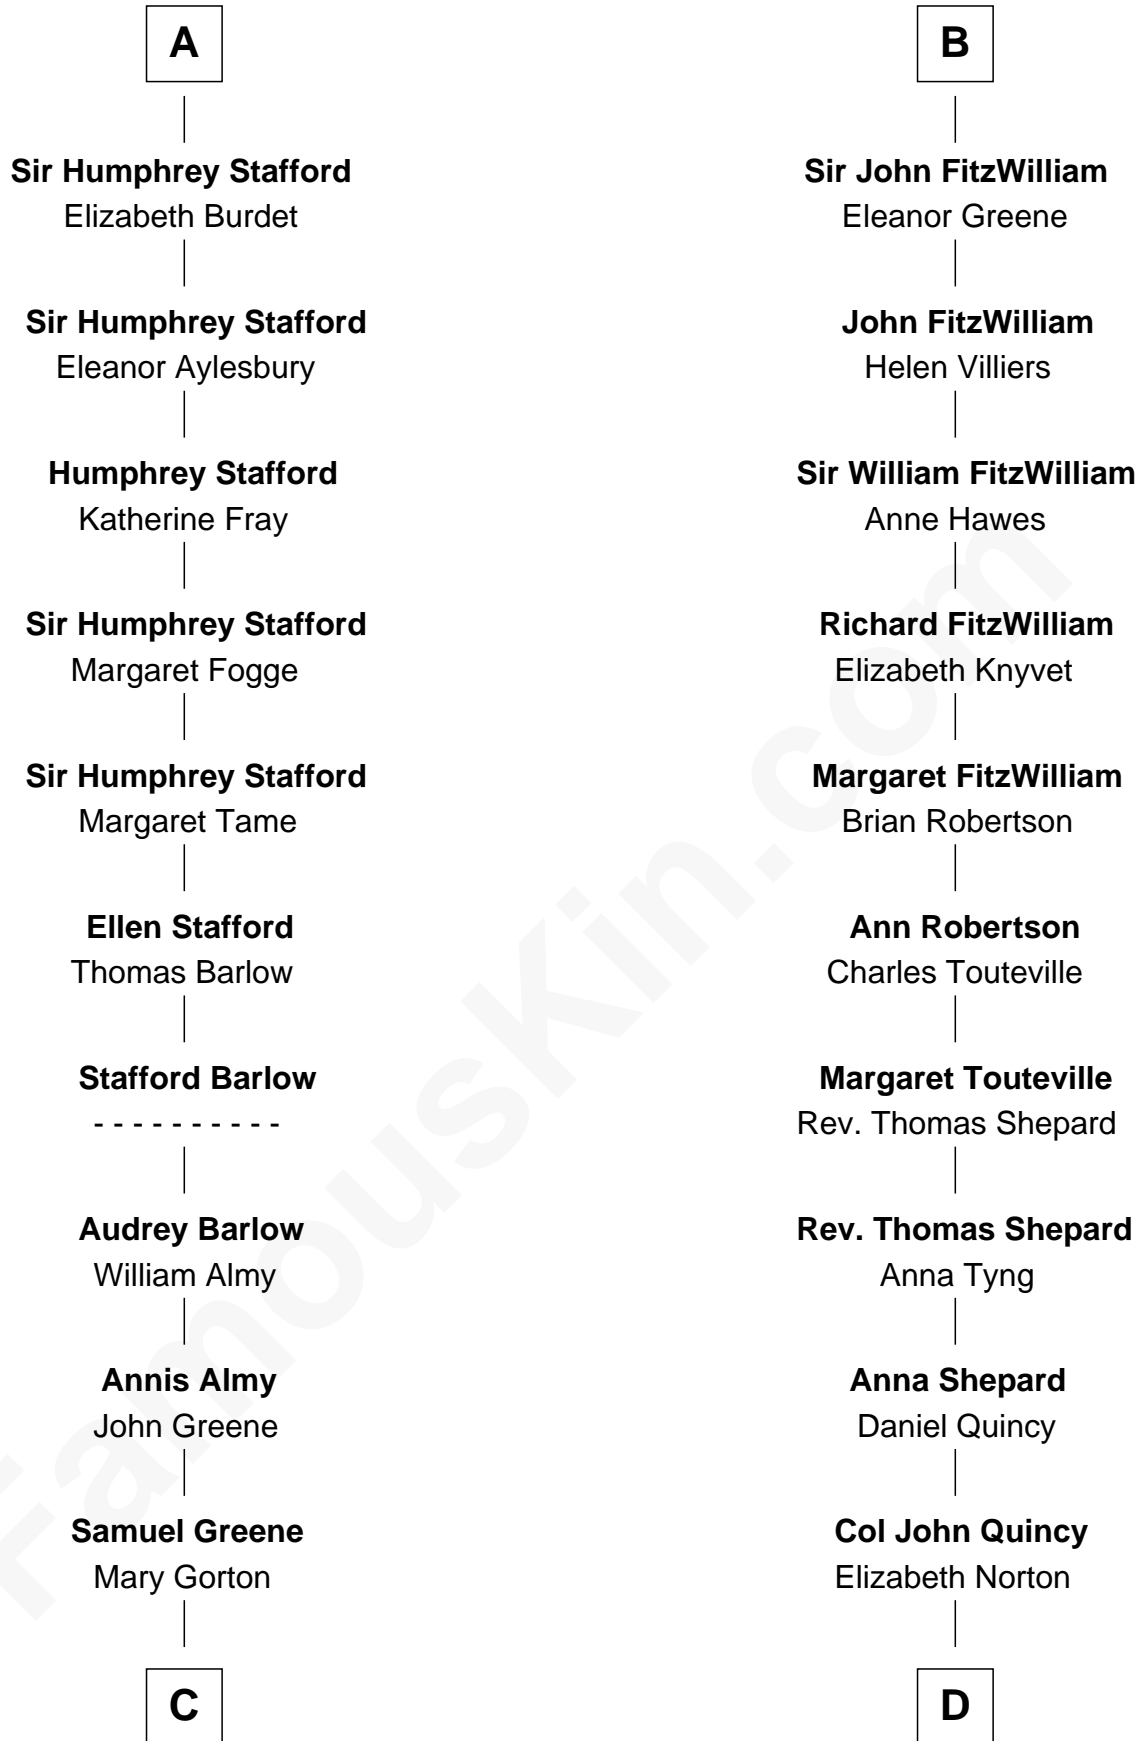 A
Sir Humphrey Stafford
Elizabeth Burdet
Sir Humphrey Stafford
Eleanor Aylesbury
Humphrey Stafford
Katherine Fray
Sir Humphrey Stafford
Margaret Fogge
Sir Humphrey Stafford
Margaret Tame
Ellen Stafford
Thomas Barlow
Stafford Barlow
- - - - - - - - - -
Audrey Barlow
William Almy
Annis Almy
John Greene
Samuel Greene
Mary Gorton
C
B
Sir John FitzWilliam
Eleanor Greene
John FitzWilliam
Helen Villiers
Sir William FitzWilliam
Anne Hawes
Richard FitzWilliam
Elizabeth Knyvet
Margaret FitzWilliam
Brian Robertson
Ann Robertson
Charles Touteville
Margaret Touteville
Rev. Thomas Shepard
Rev. Thomas Shepard
Anna Tyng
Anna Shepard
Daniel Quincy
Col John Quincy
Elizabeth Norton
D
FamousKin.com